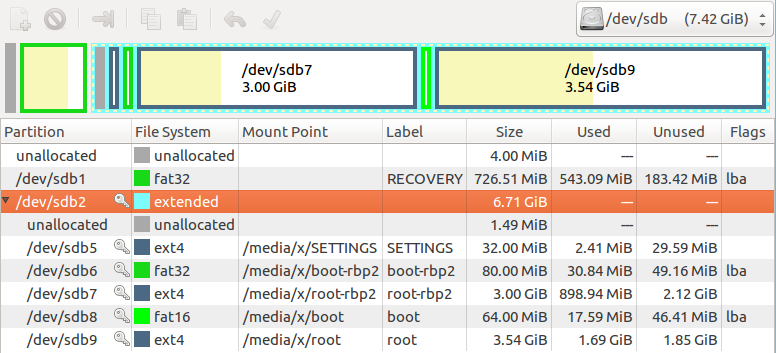 /dev/sdb (7.42 GiB)
/dev/sdb7 /dev/sdb9
3.00 GiB 3.54 GiB
Partition File System Mount Point Label Size Used Unused Flags
unallocated unallocated 4.00 MiB — —
/dev/sdb1 fat32 RECOVERY 726.51 MiB 543.09 MiB 183.42 MiB lba
/dev/sdb2 extended 6.71 GiB — —
unallocated unallocated 1.49 MiB — —
/dev/sdb5 ext4 /media/x/SETTINGS SETTINGS 32.00 MiB 2.41 MiB 29.59 MiB
/dev/sdb6 fat32 /media/x/boot-rbp2 boot-rbp2 80.00 MiB 30.84 MiB 49.16 MiB lba
/dev/sdb7 ext4 /media/x/root-rbp2 root-rbp2 3.00 GiB 898.94 MiB 2.12 GiB
/dev/sdb8 fat16 /media/x/boot boot 64.00 MiB 17.59 MiB 46.41 MiB lba
/dev/sdb9 ext4 /media/x/root root 3.54 GiB 1.69 GiB 1.85 GiB